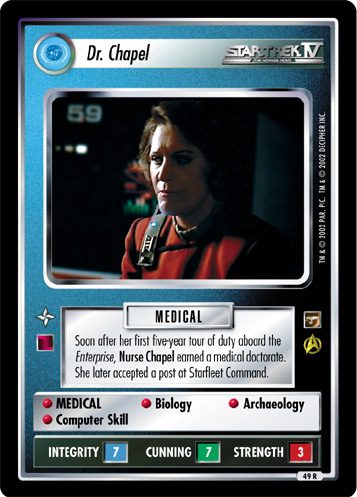 Dr. Chapel
STAR TREK IV
THE VOYAGE HOME
59
TM & © 2002 PAR. PIC. TM & © 2002 DECIPHER INC.
MEDICAL
Soon after her first five-year tour of duty aboard the
Enterprise, Nurse Chapel earned a medical doctorate.
She later accepted a post at Starfleet Command.
MEDICAL Biology Archaeology
Computer Skill
INTEGRITY 7 CUNNING 7 STRENGTH 3
49 R